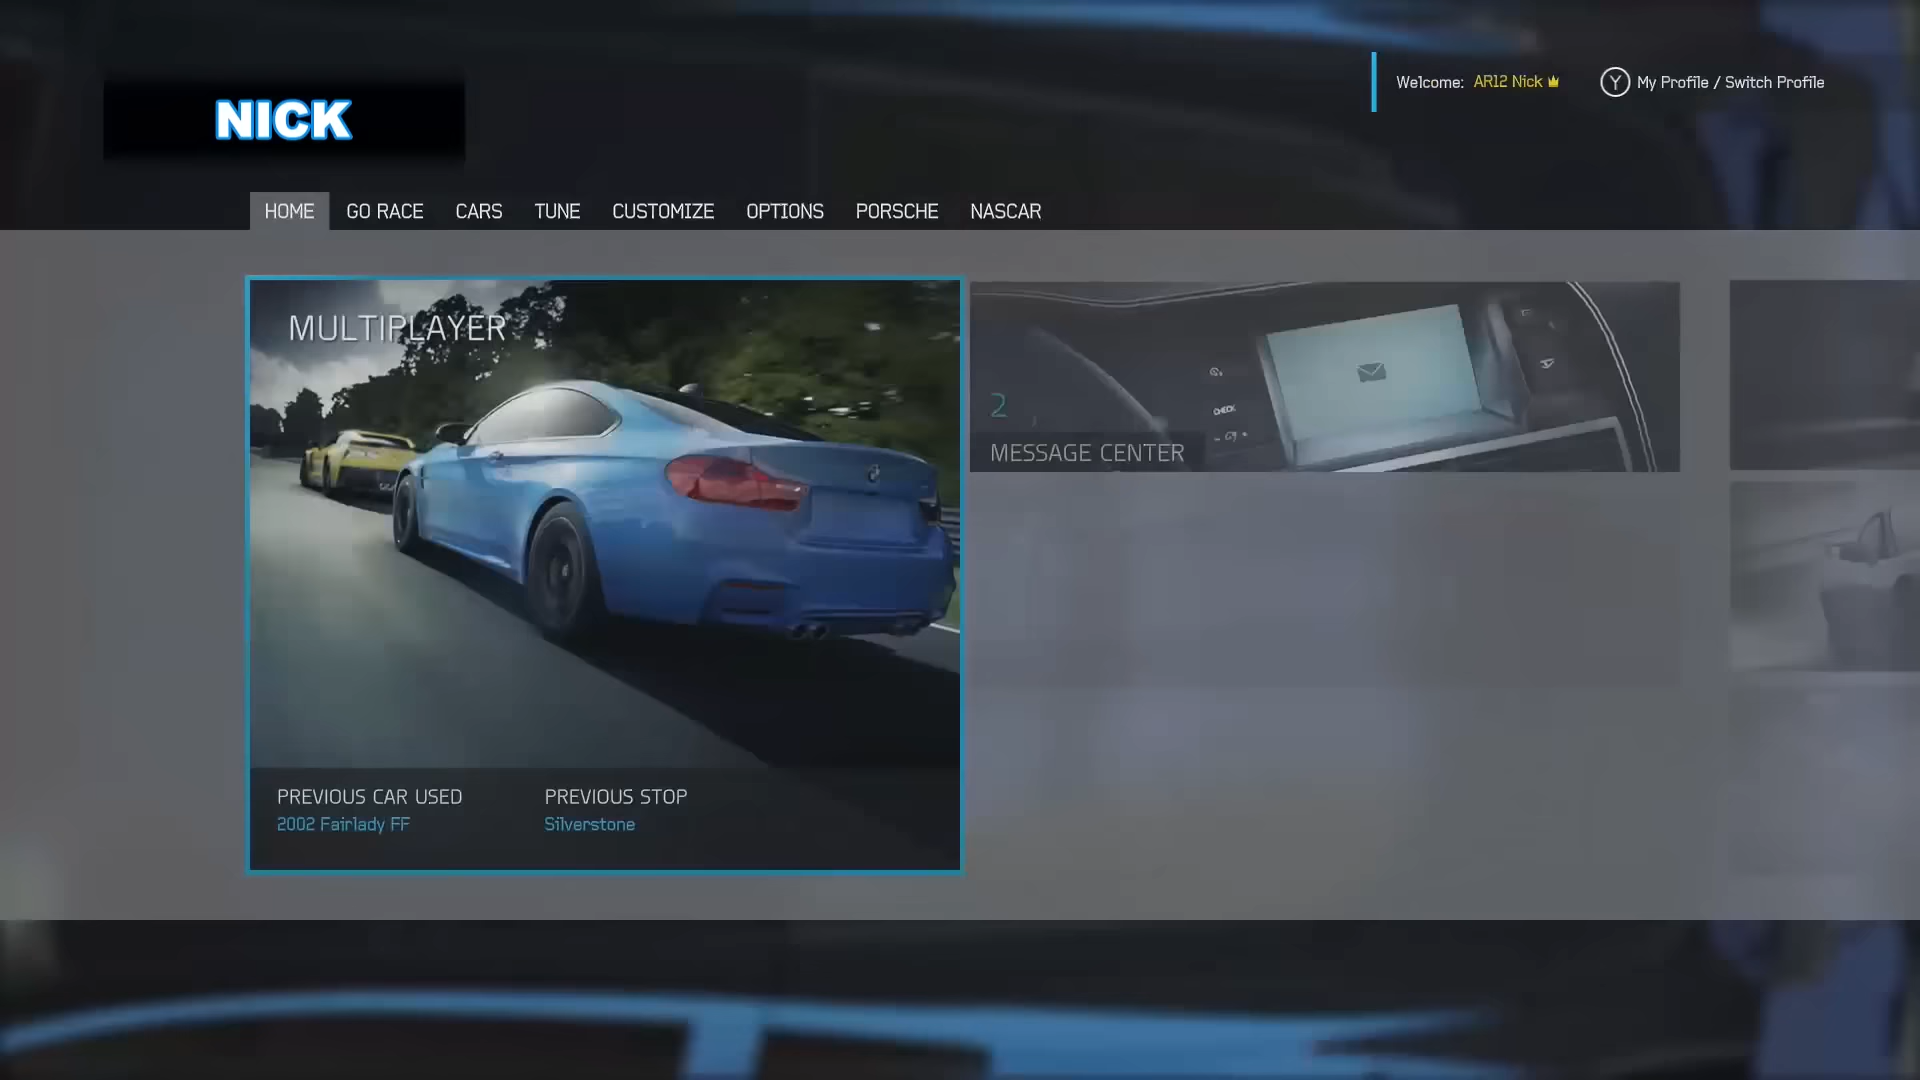 NICK
Welcome: AR12 Nick
Y My Profile / Switch Profile
HOME GO RACE CARS TUNE CUSTOMIZE OPTIONS PORSCHE NASCAR
MULTIPLAYER
CHECK
2
MESSAGE CENTER
PREVIOUS CAR USED PREVIOUS STOP
2002 Fairlady FF Silverstone